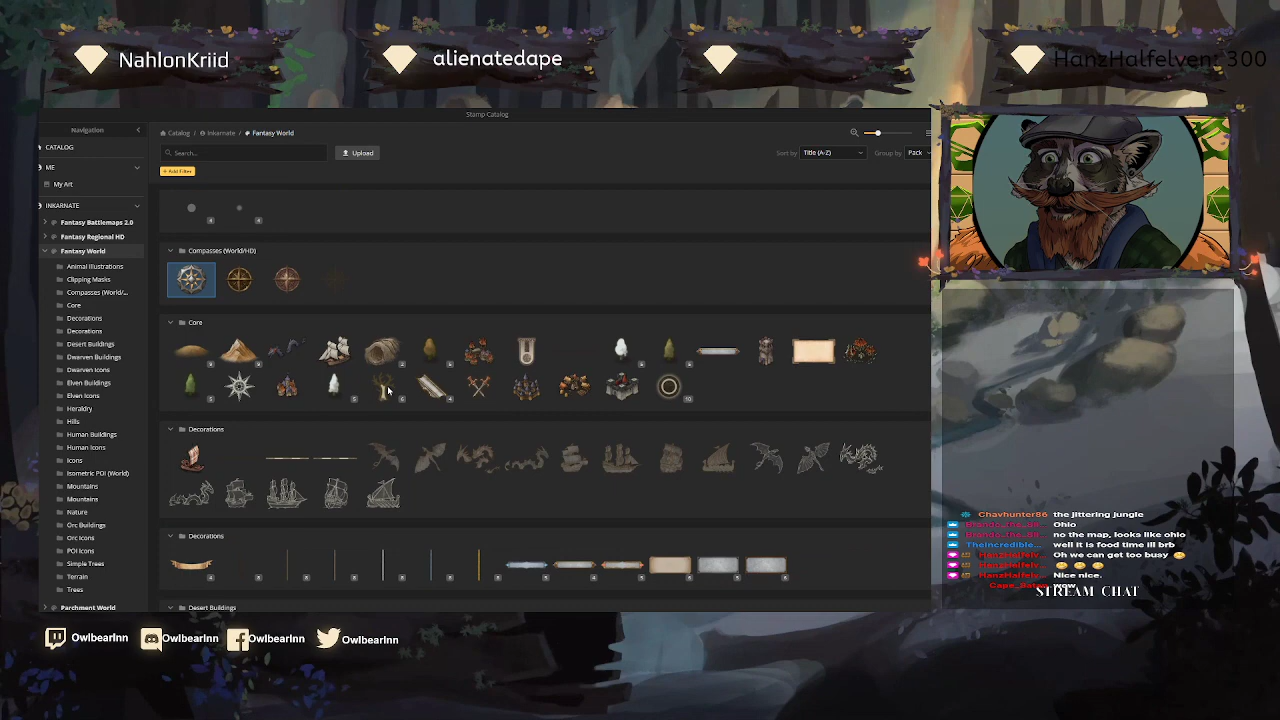 NahlonKriid
alienatedape
HanzHalfelven: 300
Stamp Catalog
Navigation
CATALOG
ME
My Art
INKARNATE
Fantasy Battlemaps 2.0
Fantasy Regional HD
Fantasy World
Animal Illustrations
Clipping Masks
Compasses (World/...
Core
Decorations
Decorations
Desert Buildings
Dwarven Buildings
Dwarven Icons
Elven Buildings
Elven Icons
Heraldry
Hills
Human Buildings
Human Icons
Icons
Isometric POI (World)
Mountains
Mountains
Nature
Orc Buildings
Orc Icons
POI Icons
Simple Trees
Terrain
Trees
Parchment World
Catalog / Inkarnate / Fantasy World
Search...
Upload
Sort by Title (A-Z)
Group by Pack
+ Add Filter
Compasses (World/HD)
Core
Decorations
Decorations
Desert Buildings
Chavhunter86 the jittering jungle
Ohio
no the map, looks like ohio
TheIncredible... well it is food time ill brb
HanzHalfelv... Oh we can get too busy
HanzHalfelv...
HanzHalfelv... Nice nice.
wow
STREAM CHAT
OwlbearInn
OwlbearInn
OwlbearInn
OwlbearInn